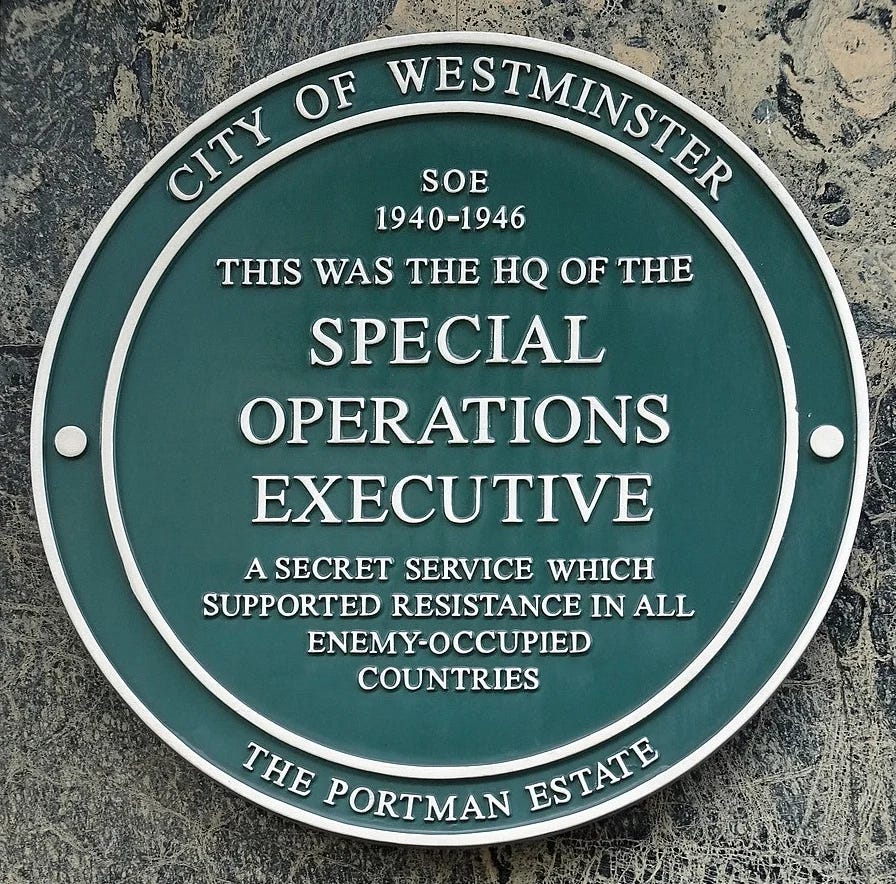 CITY OF WESTMINSTER
SOE
1940-1946
THIS WAS THE HQ OF THE
SPECIAL
OPERATIONS
EXECUTIVE
A SECRET SERVICE WHICH
SUPPORTED RESISTANCE IN ALL
ENEMY-OCCUPIED
COUNTRIES
THE PORTMAN ESTATE